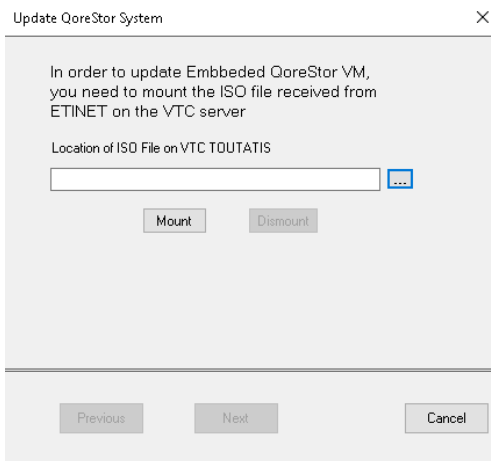 Update QoreStor System
In order to update Embbeded QoreStor VM,
you need to mount the ISO file received from
ETINET on the VTC server
Location of ISO File on VTC TOUTATIS
...
Mount Dismount
Previous Next Cancel